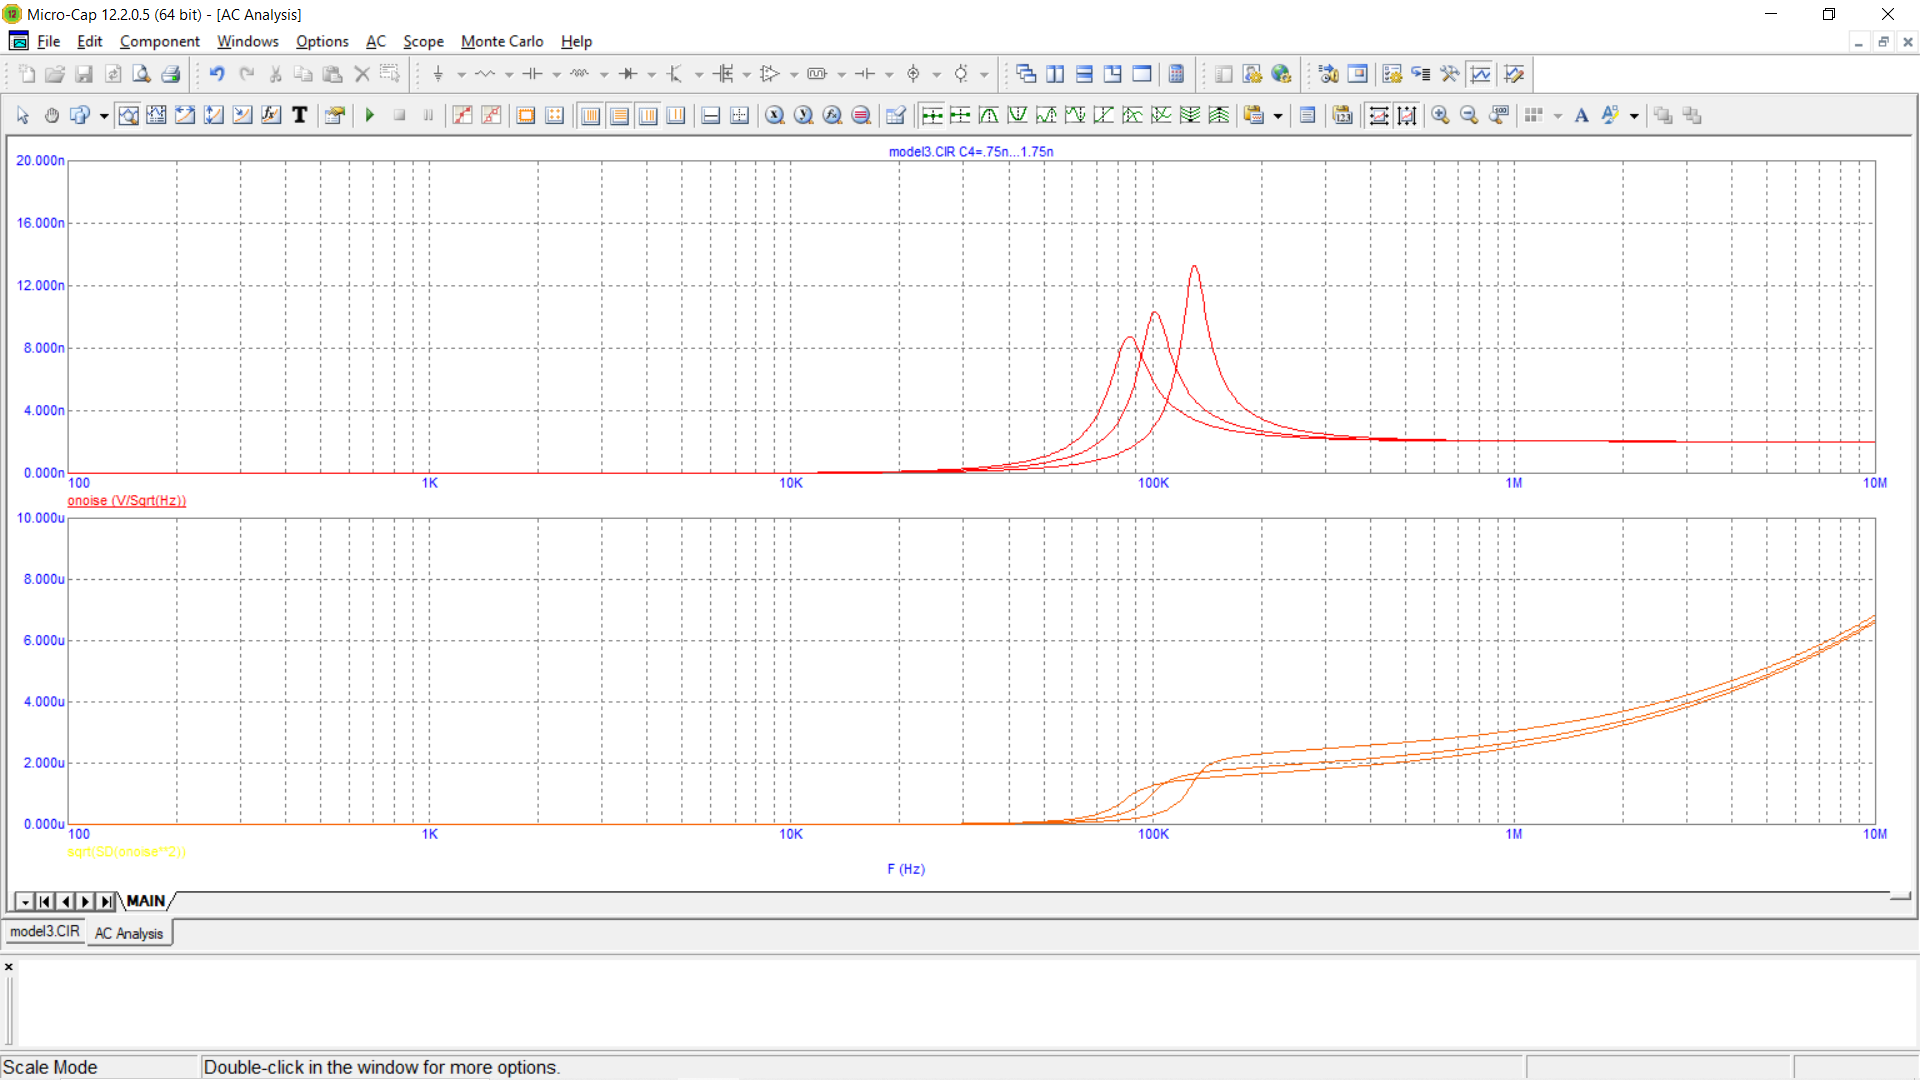 Micro-Cap 12.2.0.5 (64 bit) - [AC Analysis]
File Edit Component Windows Options AC Scope Monte Carlo Help
model3.CIR C4=.75n...1.75n
20.000n
16.000n
12.000n
8.000n
4.000n
0.000n
100 1K 10K 100K 1M 10M
onoise (V/Sqrt(Hz))
10.000u
8.000u
6.000u
4.000u
2.000u
0.000u
100 1K 10K 100K 1M 10M
sqrt(SD(onoise**2))
F (Hz)
MAIN
model3.CIR AC Analysis
Scale Mode Double-click in the window for more options.